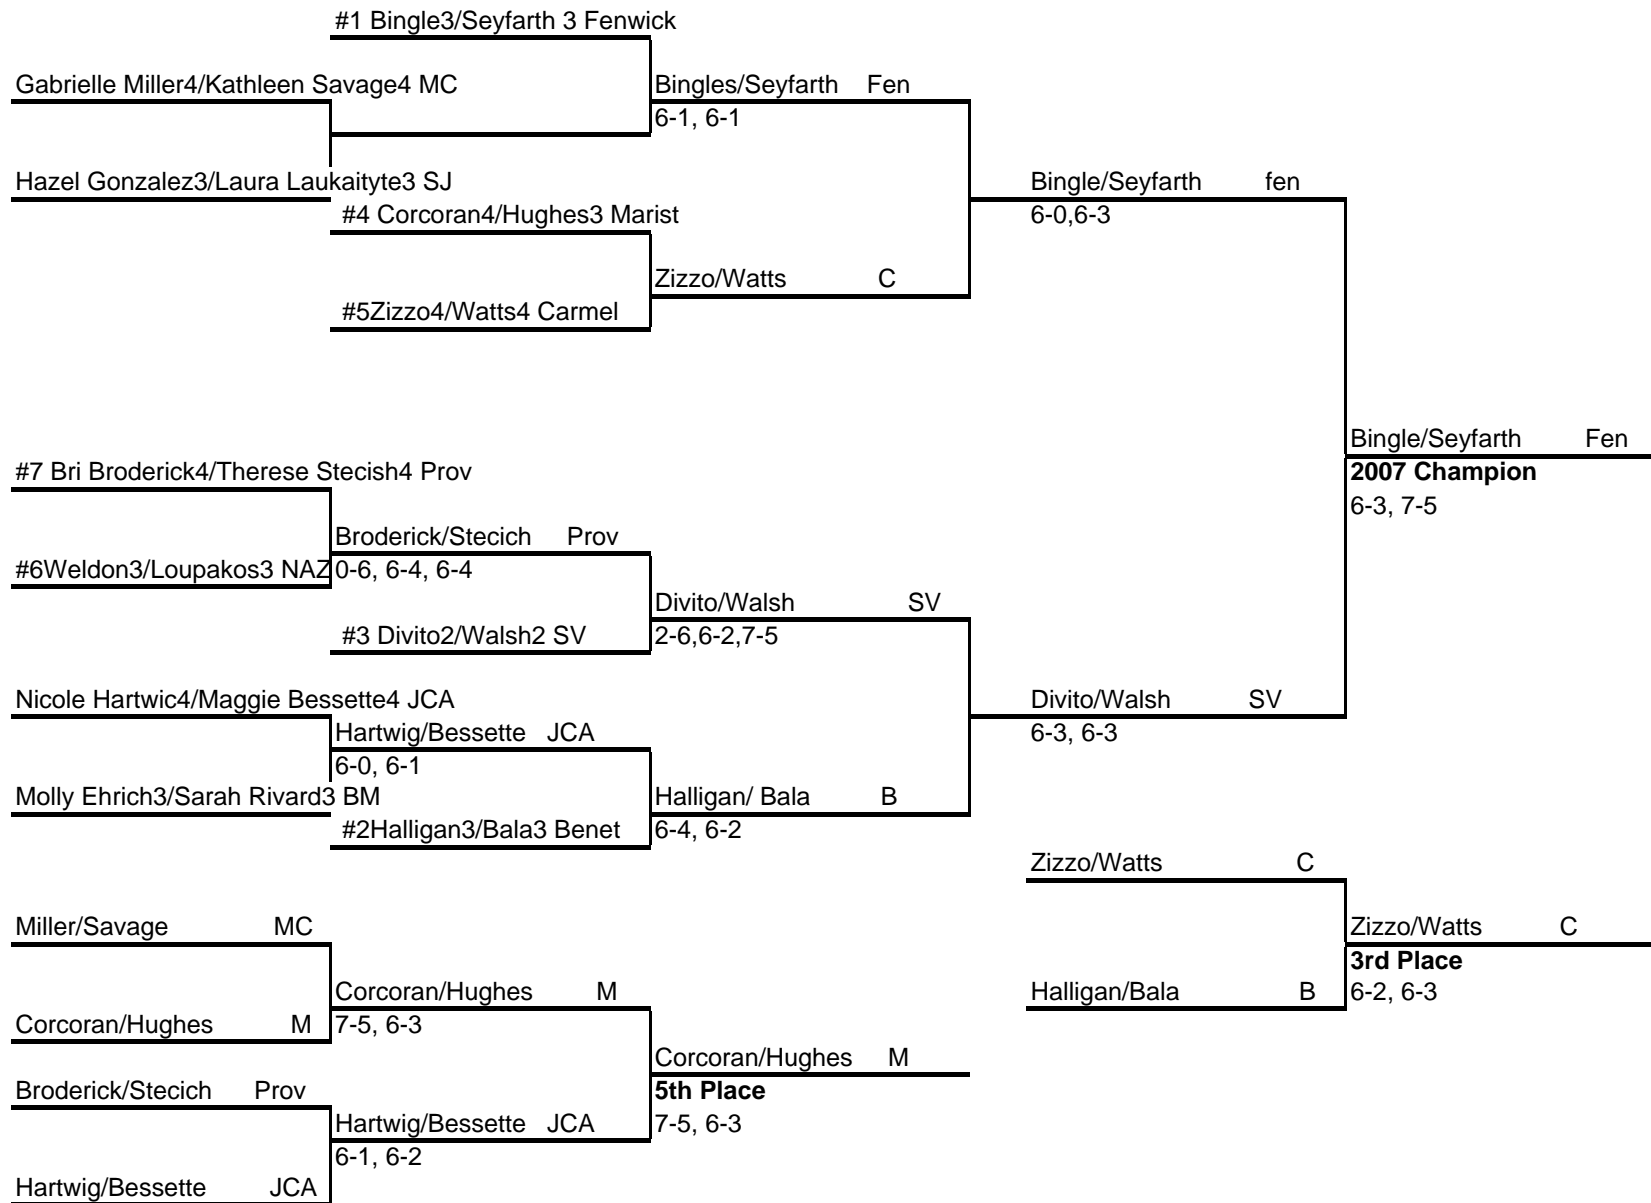 #1 Bingle3/Seyfarth 3 Fenwick
Gabrielle Miller4/Kathleen Savage4 MC
Bingles/Seyfarth Fen
6-1, 6-1
Hazel Gonzalez3/Laura Laukaityte3 SJ
Bingle/Seyfarth fen
6-0,6-3
#4 Corcoran4/Hughes3 Marist
Zizzo/Watts C
#5Zizzo4/Watts4 Carmel
Bingle/Seyfarth Fen
2007 Champion
6-3, 7-5
#7 Bri Broderick4/Therese Stecish4 Prov
Broderick/Stecich Prov
#6Weldon3/Loupakos3 NAZ
0-6, 6-4, 6-4
Divito/Walsh SV
#3 Divito2/Walsh2 SV
2-6,6-2,7-5
Nicole Hartwic4/Maggie Bessette4 JCA
Divito/Walsh SV
6-3, 6-3
Hartwig/Bessette JCA
6-0, 6-1
Molly Ehrich3/Sarah Rivard3 BM
Halligan/ Bala B
#2Halligan3/Bala3 Benet
6-4, 6-2
Zizzo/Watts C
Miller/Savage MC
Zizzo/Watts C
3rd Place
Corcoran/Hughes M
Halligan/Bala B
6-2, 6-3
Corcoran/Hughes M
7-5, 6-3
Corcoran/Hughes M
5th Place
Broderick/Stecich Prov
Hartwig/Bessette JCA
7-5, 6-3
6-1, 6-2
Hartwig/Bessette JCA